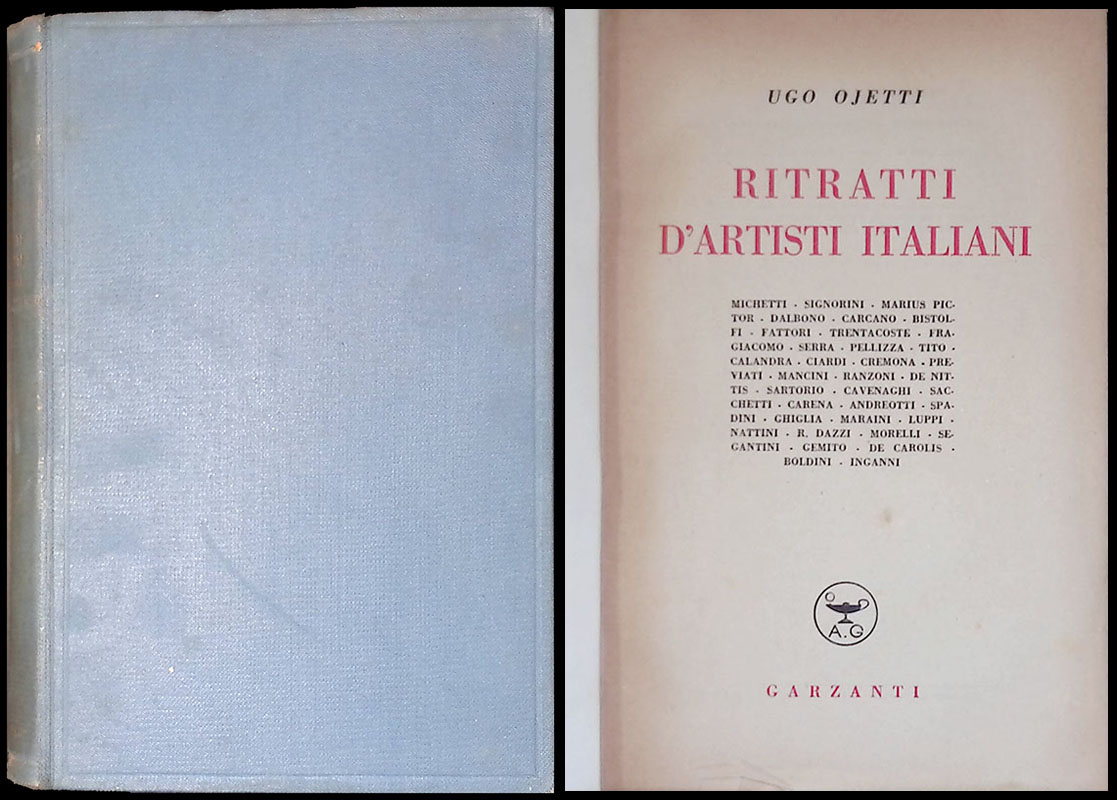 UGO OJETTI
RITRATTI
D'ARTISTI ITALIANI
MICHETTI - SIGNORINI - MARIUS PIC-
TOR - DALBONO - CARCANO - BISTOL-
FI - FATTORI - TRENTACOSTE - FRA-
GIACOMO - SERRA - PELLIZZA - TITO -
CALANDRA - CIARDI - CREMONA - PRE-
VIATI - MANCINI - RANZONI - DE NIT-
TIS - SARTORIO - CAVENAGHI - SAC-
CHETTI - CARENA - ANDREOTTI - SPA-
DINI - GHIGLIA - MARAINI - LUPPI -
NATTINI - R. DAZZI - MORELLI - SE-
GANTINI - GEMITO - DE CAROLIS -
BOLDINI - INGANNI
A.G
GARZANTI